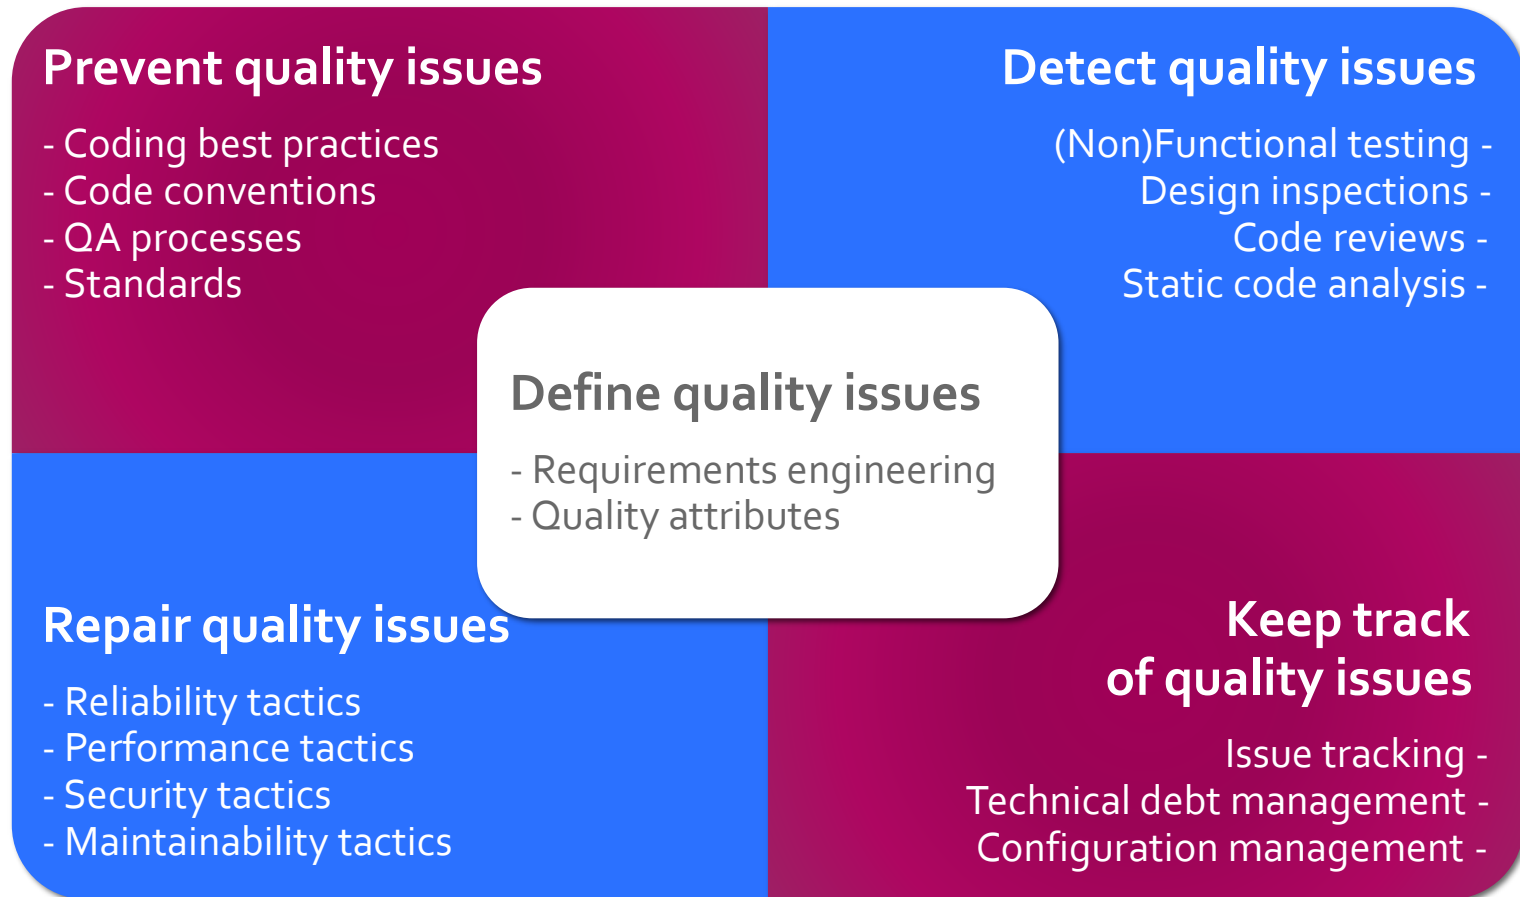 Prevent quality issues
- Coding best practices
- Code conventions
- QA processes
- Standards
Detect quality issues
(Non)Functional testing -
Design inspections -
Code reviews -
Static code analysis -
Define quality issues
- Requirements engineering
- Quality attributes
Repair quality issues
- Reliability tactics
- Performance tactics
- Security tactics
- Maintainability tactics
Keep track
of quality issues
Issue tracking -
Technical debt management -
Configuration management -